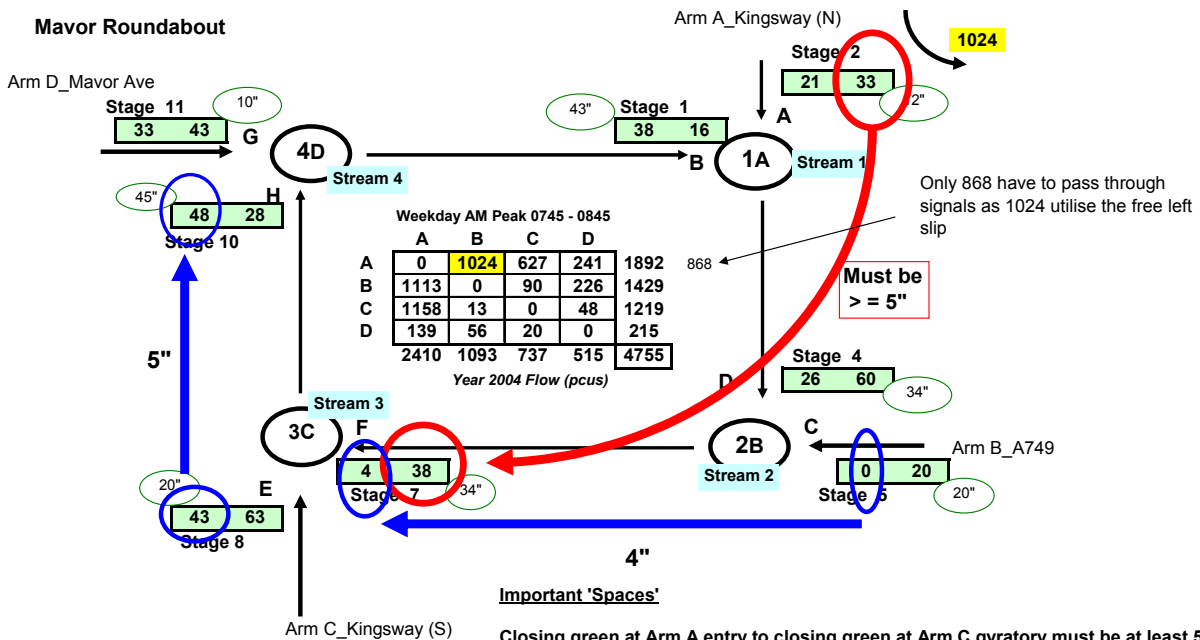 Mavor Roundabout
Arm A_Kingsway (N)
1024
Stage 2
21 33
Arm D_Mavor Ave
Stage 11
10"
33 43
G
43"
Stage 1
38 16
A
B
1A
Stream 1
4D
Stream 4
45"
H
48 28
Stage 10
Only 868 have to pass through
signals as 1024 utilise the free left
slip
Weekday AM Peak 0745 - 0845
A B C D
A 0 1024 627 241 1892
868
B 1113 0 90 226 1429
C 1158 13 0 48 1219
D 139 56 20 0 215
2410 1093 737 515 4755
Year 2004 Flow (pcus)
Must be
> = 5"
5"
Stage 4
26 60
34"
D
Stream 3
3C
F
4 38
Stage 7
34"
2B
Stream 2
C
Arm B_A749
0 20
Stage 5
20"
20"
E
43 63
Stage 8
4"
Important 'Spaces'
Arm C_Kingsway (S)
Closing green at Arm A entry to closing green at Arm C gyratory must be at least 5